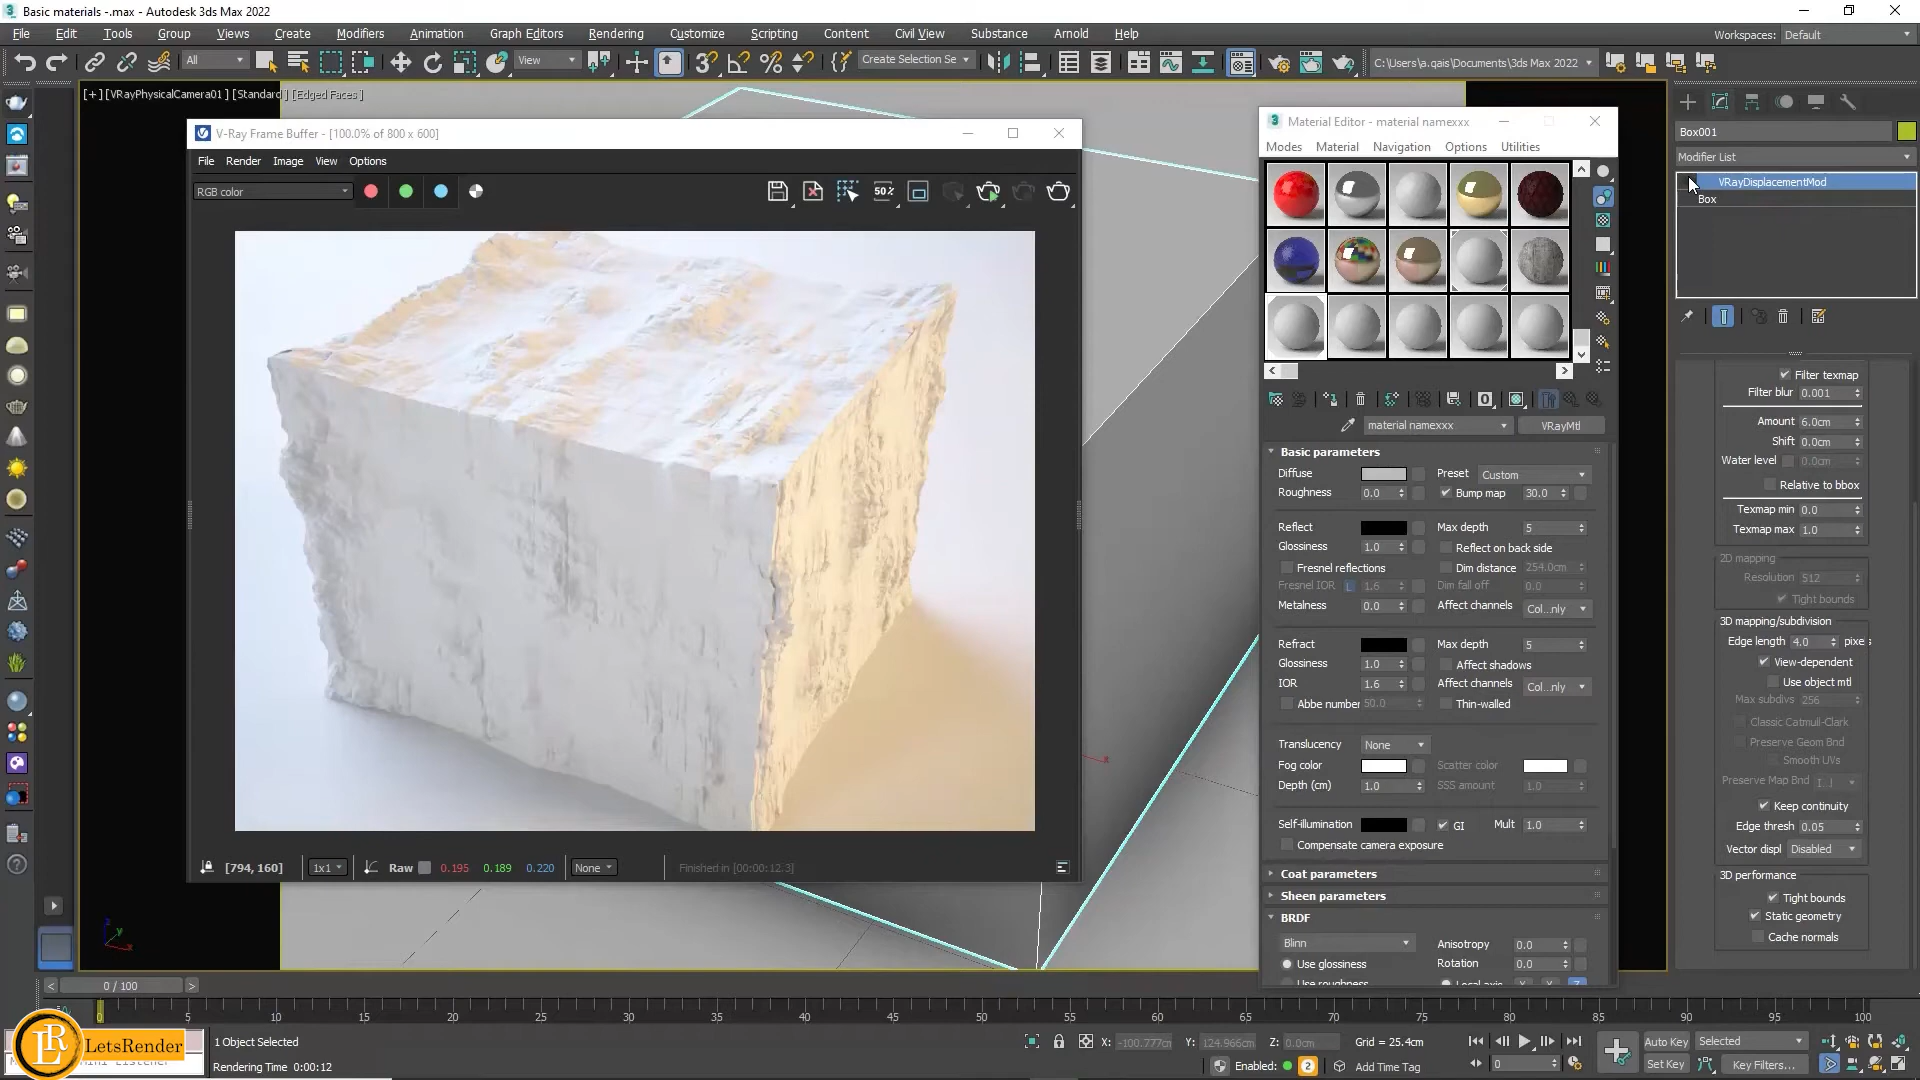 Basic materials -.max - Autodesk 3ds Max 2022
File Edit Tools Group Views Create Modifiers Animation Graph Editors Rendering Customize Scripting Content Civil View Substance Arnold Help
Workspaces: Default
All View Create Selection Se C:\Users\a.qais\Documents\3ds Max 2022
[+] [VRayPhysicalCamera01] [Standard] [Edged Faces]
V-Ray Frame Buffer - [100.0% of 800 x 600]
File Render Image View Options
RGB color
50%
[794, 160] 1x1 Raw 0.195 0.189 0.220 None Finished in [00:00:12.3]
Material Editor - material namexxx
Modes Material Navigation Options Utilities
material namexxx VRayMtl
Basic parameters
Diffuse Preset Custom
Roughness 0.0 Bump map 30.0
Reflect Max depth 5
Glossiness 1.0 Reflect on back side
Fresnel reflections Dim distance 254.0cm
Fresnel IOR L 1.6 Dim fall off 0.0
Metalness 0.0 Affect channels Col...nly
Refract Max depth 5
Glossiness 1.0 Affect shadows
IOR 1.6 Affect channels Col...nly
Abbe number 50.0 Thin-walled
Translucency None
Fog color Scatter color
Depth (cm) 1.0 SSS amount 1.0
Self-illumination GI Mult 1.0
Compensate camera exposure
Coat parameters
Sheen parameters
BRDF
Blinn Anisotropy 0.0
Use glossiness Rotation 0.0
Use roughness Local axis X Y Z
Box001
Modifier List
VRayDisplacementMod
Box
Filter texmap
Filter blur 0.001
Amount 6.0cm
Shift 0.0cm
Water level 0.0cm
Relative to bbox
Texmap min 0.0
Texmap max 1.0
2D mapping
Resolution 512
Tight bounds
3D mapping/subdivision
Edge length 4.0 pixels
View-dependent
Use object mtl
Max subdivs 256
Classic Catmull-Clark
Preserve Geom Bnd
Smooth UVs
Preserve Map Bnd
Keep continuity
Edge thresh 0.05
Vector displ Disabled
3D performance
Tight bounds
Static geometry
Cache normals
0 / 100
5 10 15 20 25 30 35 40 45 50 55 60 65 70 75 80 85 90 95 100
LR LetsRender
1 Object Selected
Rendering Time 0:00:12
X: -100.777cm Y: 124.966cm Z: 0.0cm Grid = 25.4cm
Enabled: 2 Add Time Tag
0
Auto Key Selected
Set Key Key Filters...